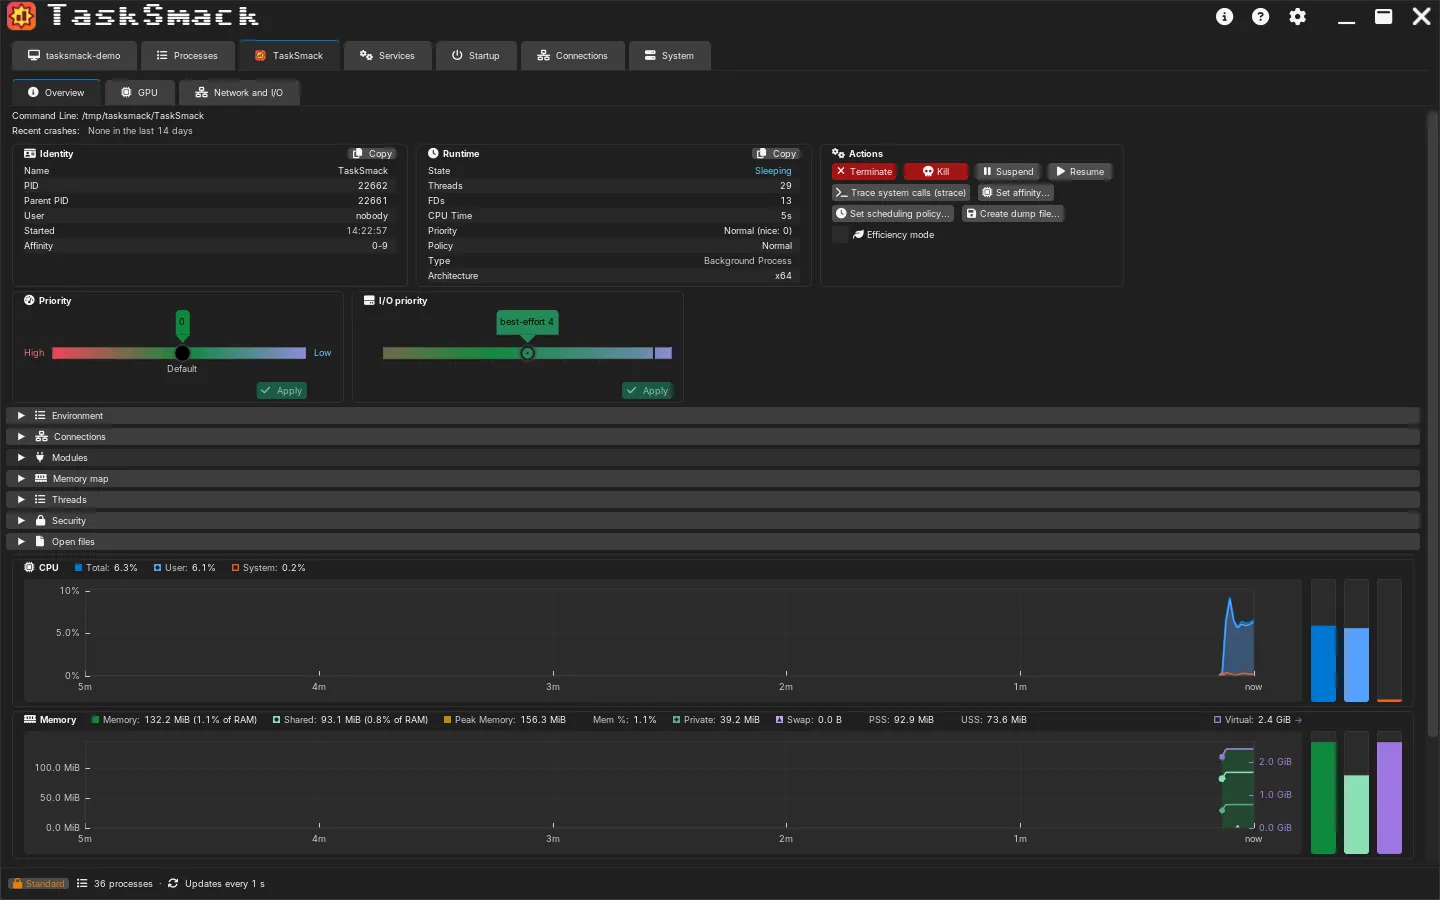 TaskSmack
tasksmack-demo Processes TaskSmack Services Startup Connections System
Overview GPU Network and I/O
Command Line: /tmp/tasksmack/TaskSmack
Recent crashes: None in the last 14 days
Identity Copy
Name TaskSmack
PID 22662
Parent PID 22661
User nobody
Started 14:22:57
Affinity 0-9
Runtime Copy
State Sleeping
Threads 29
FDs 13
CPU Time 5s
Priority Normal (nice: 0)
Policy Normal
Type Background Process
Architecture x64
Actions
Terminate Kill Suspend Resume
Trace system calls (strace) Set affinity...
Set scheduling policy... Create dump file...
Efficiency mode
Priority
0
High Low
Default
Apply
I/O priority
best-effort 4
Apply
Environment
Connections
Modules
Memory map
Threads
Security
Open files
CPU Total: 6.3% User: 6.1% System: 0.2%
10%
5.0%
0%
5m 4m 3m 2m 1m now
Memory Memory: 132.2 MiB (1.1% of RAM) Shared: 93.1 MiB (0.8% of RAM) Peak Memory: 156.3 MiB Mem %: 1.1% Private: 39.2 MiB Swap: 0.0 B PSS: 92.9 MiB USS: 73.6 MiB Virtual: 2.4 GiB →
100.0 MiB 2.0 GiB
50.0 MiB 1.0 GiB
0.0 MiB 0.0 GiB
5m 4m 3m 2m 1m now
Standard 36 processes · Updates every 1 s